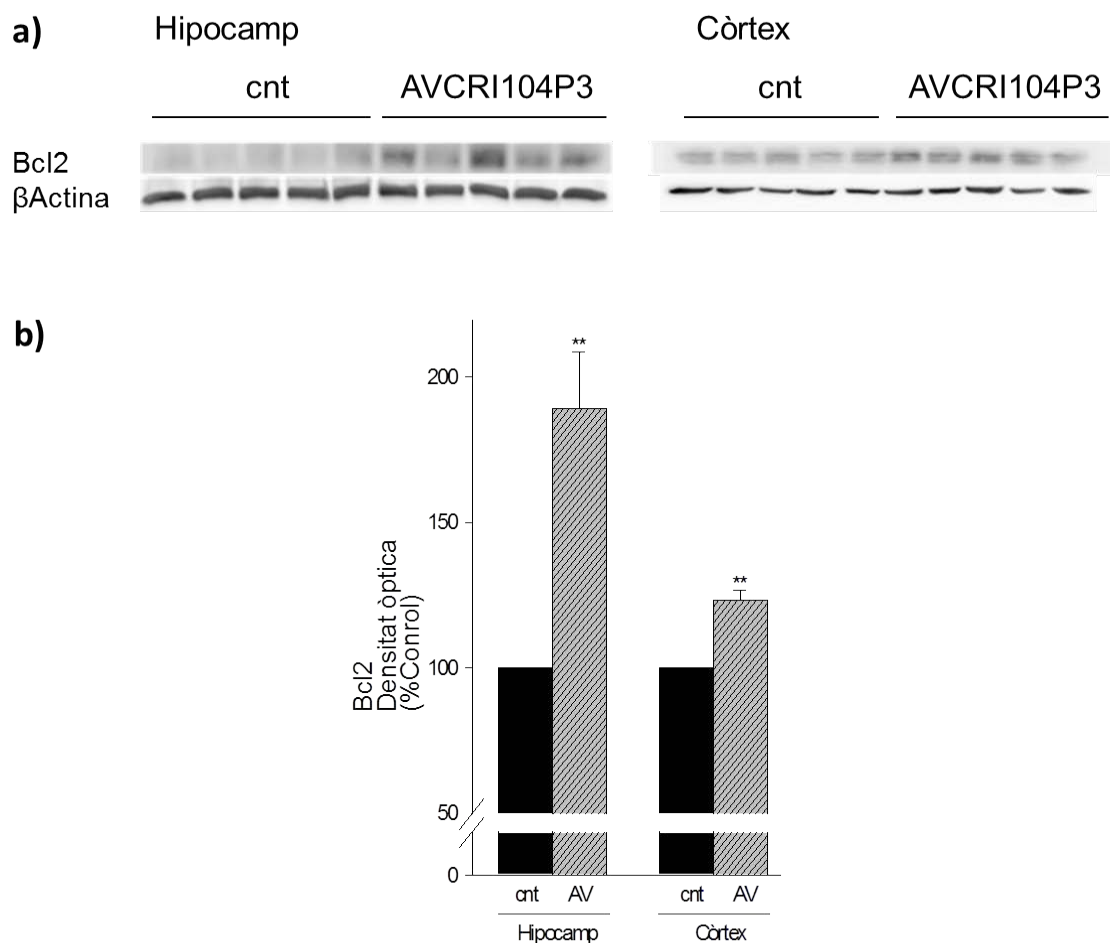 a)
Hipocamp
Còrtex
cnt
AVCRI104P3
cnt
AVCRI104P3
Bcl2
βActina
b)
Bcl2
Densitat òptica
(%Conrol)
200
150
100
50
0
**
**
cnt
AV
cnt
AV
Hipocamp
Còrtex